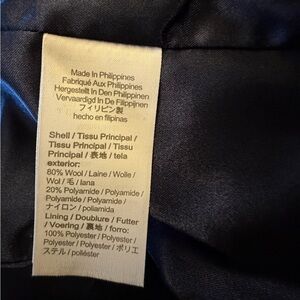 Made In Philippines
Fabriqué Aux Philippines
Hergestellt In Den Philippinen
Vervaardigd In De Filippijnen
フィリピン製
hecho en filipinas
Shell / Tissu Principal /
Tissu Principal / Tissu
Principal / 表地 / tela
exterior:
80% Wool / Laine / Wolle /
Wol / 毛 / lana
20% Polyamide / Polyamide /
Polyamide / Polyamide /
ナイロン / poliamida
Lining / Doublure / Futter
/ Voering / 裏地 / forro:
100% Polyester / Polyester /
Polyester / Polyester / ポリエ
ステル / poliéster